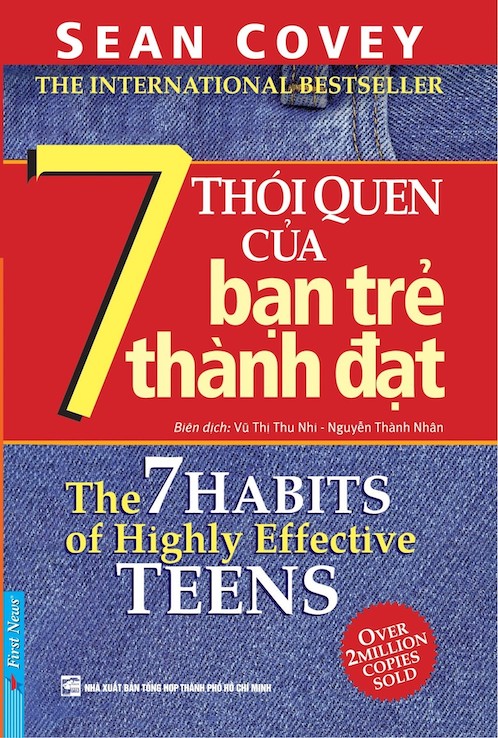 SEAN COVEY
THE INTERNATIONAL BESTSELLER
7
THÓI QUEN
CỦA
bạn trẻ
thành đạt
Biên dịch: Vũ Thị Thu Nhi - Nguyễn Thành Nhân
The 7 HABITS
of Highly Effective
TEENS
OVER
2 MILLION
COPIES
SOLD
First News
NHÀ XUẤT BẢN TỔNG HỢP THÀNH PHỐ HỒ CHÍ MINH